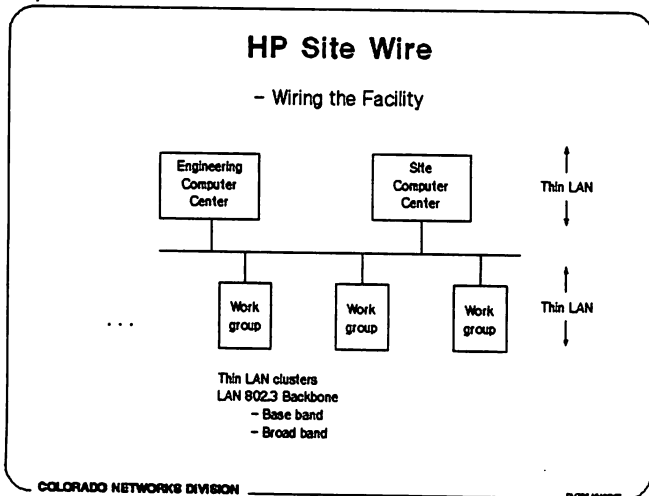 HP Site Wire
- Wiring the Facility
Engineering
Computer
Center
Site
Computer
Center
Thin LAN
Work
group
Work
group
Work
group
Thin LAN
...
Thin LAN clusters
LAN 802.3 Backbone
- Base band
- Broad band
COLORADO NETWORKS DIVISION